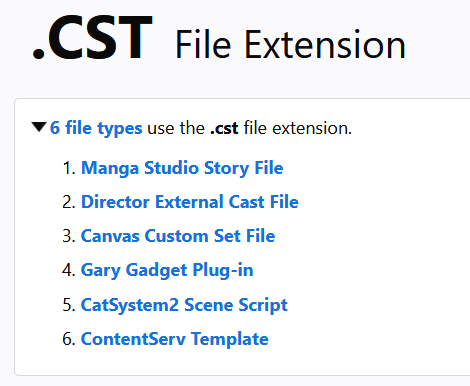 .CST File Extension
6 file types use the .cst file extension.
1. Manga Studio Story File
2. Director External Cast File
3. Canvas Custom Set File
4. Gary Gadget Plug-in
5. CatSystem2 Scene Script
6. ContentServ Template